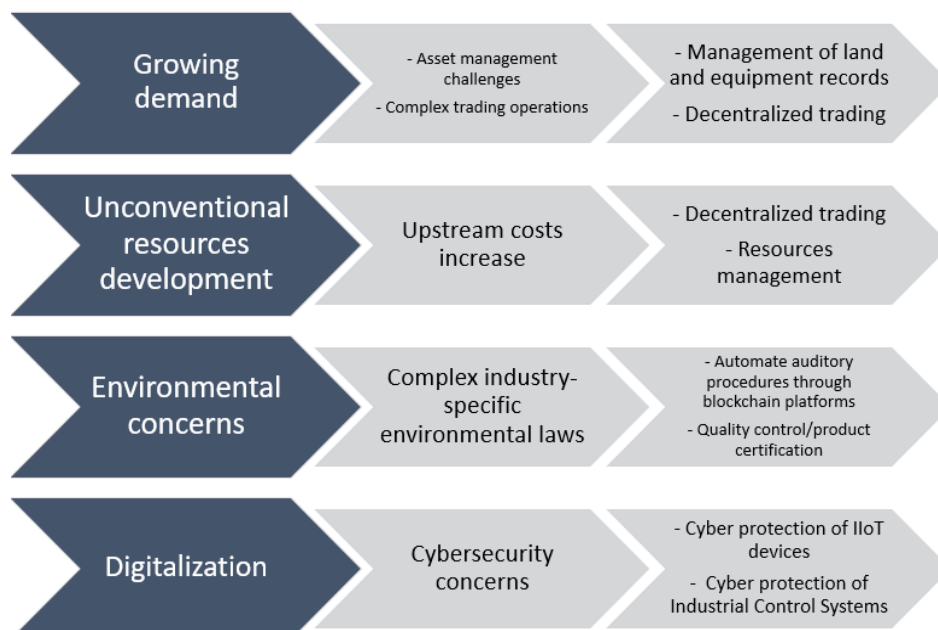 Growing
demand
- Asset management
challenges
- Complex trading operations
- Management of land
and equipment records
- Decentralized trading
Unconventional
resources
development
Upstream costs
increase
- Decentralized trading
- Resources
management
Environmental
concerns
Complex industry-
specific
environmental laws
- Automate auditory
procedures through
blockchain platforms
- Quality control/product
certification
Digitalization
Cybersecurity
concerns
- Cyber protection of IIoT
devices
- Cyber protection of
Industrial Control Systems